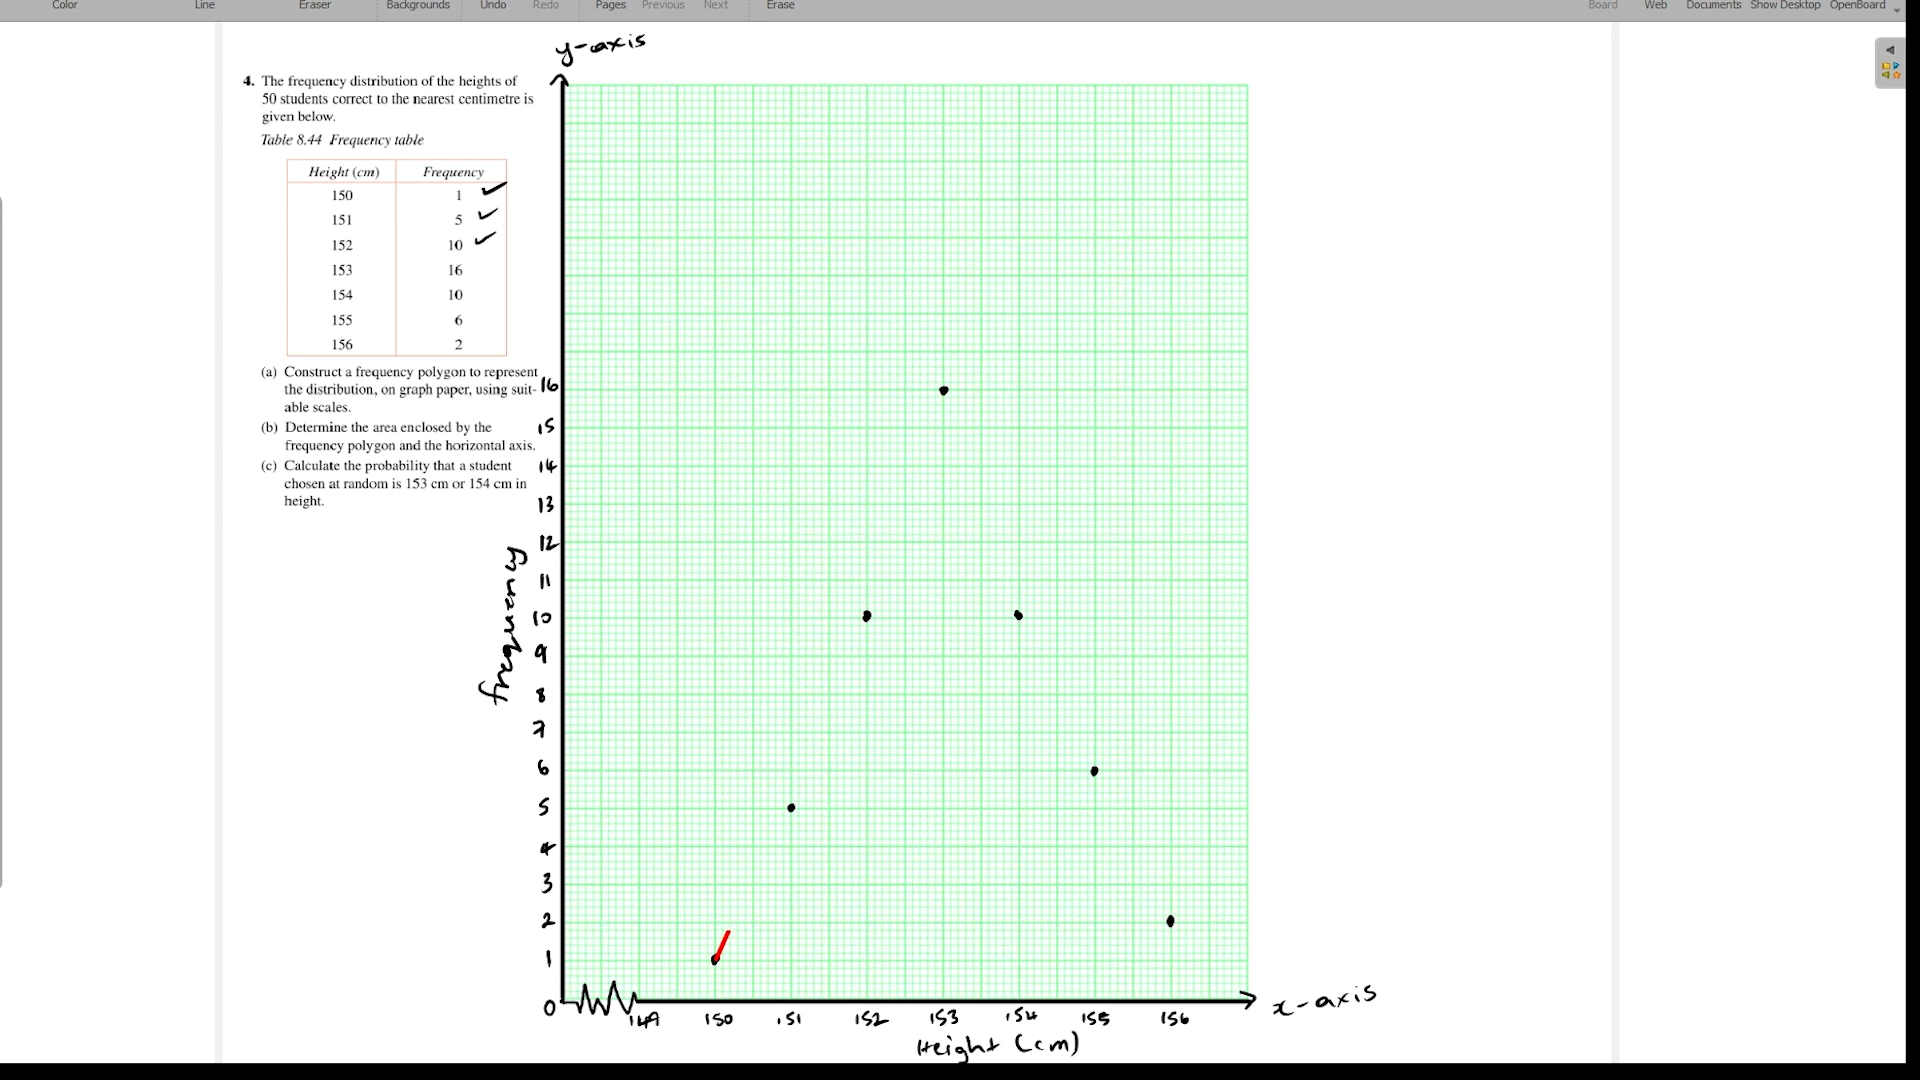 Color Line Eraser Backgrounds Undo Redo Pages Previous Next Erase Board Web Documents Show Desktop OpenBoard
4. The frequency distribution of the heights of
50 students correct to the nearest centimetre is
given below.
Table 8.44 Frequency table
Height (cm) Frequency
150 1
151 5
152 10
153 16
154 10
155 6
156 2
(a) Construct a frequency polygon to represent
the distribution, on graph paper, using suit-
able scales.
(b) Determine the area enclosed by the
frequency polygon and the horizontal axis.
(c) Calculate the probability that a student
chosen at random is 153 cm or 154 cm in
height.
y-axis
16
15
14
13
12
11
10
9
8
7
6
5
4
3
2
1
0
frequency
149 150 151 152 153 154 155 156
x-axis
Height (cm)